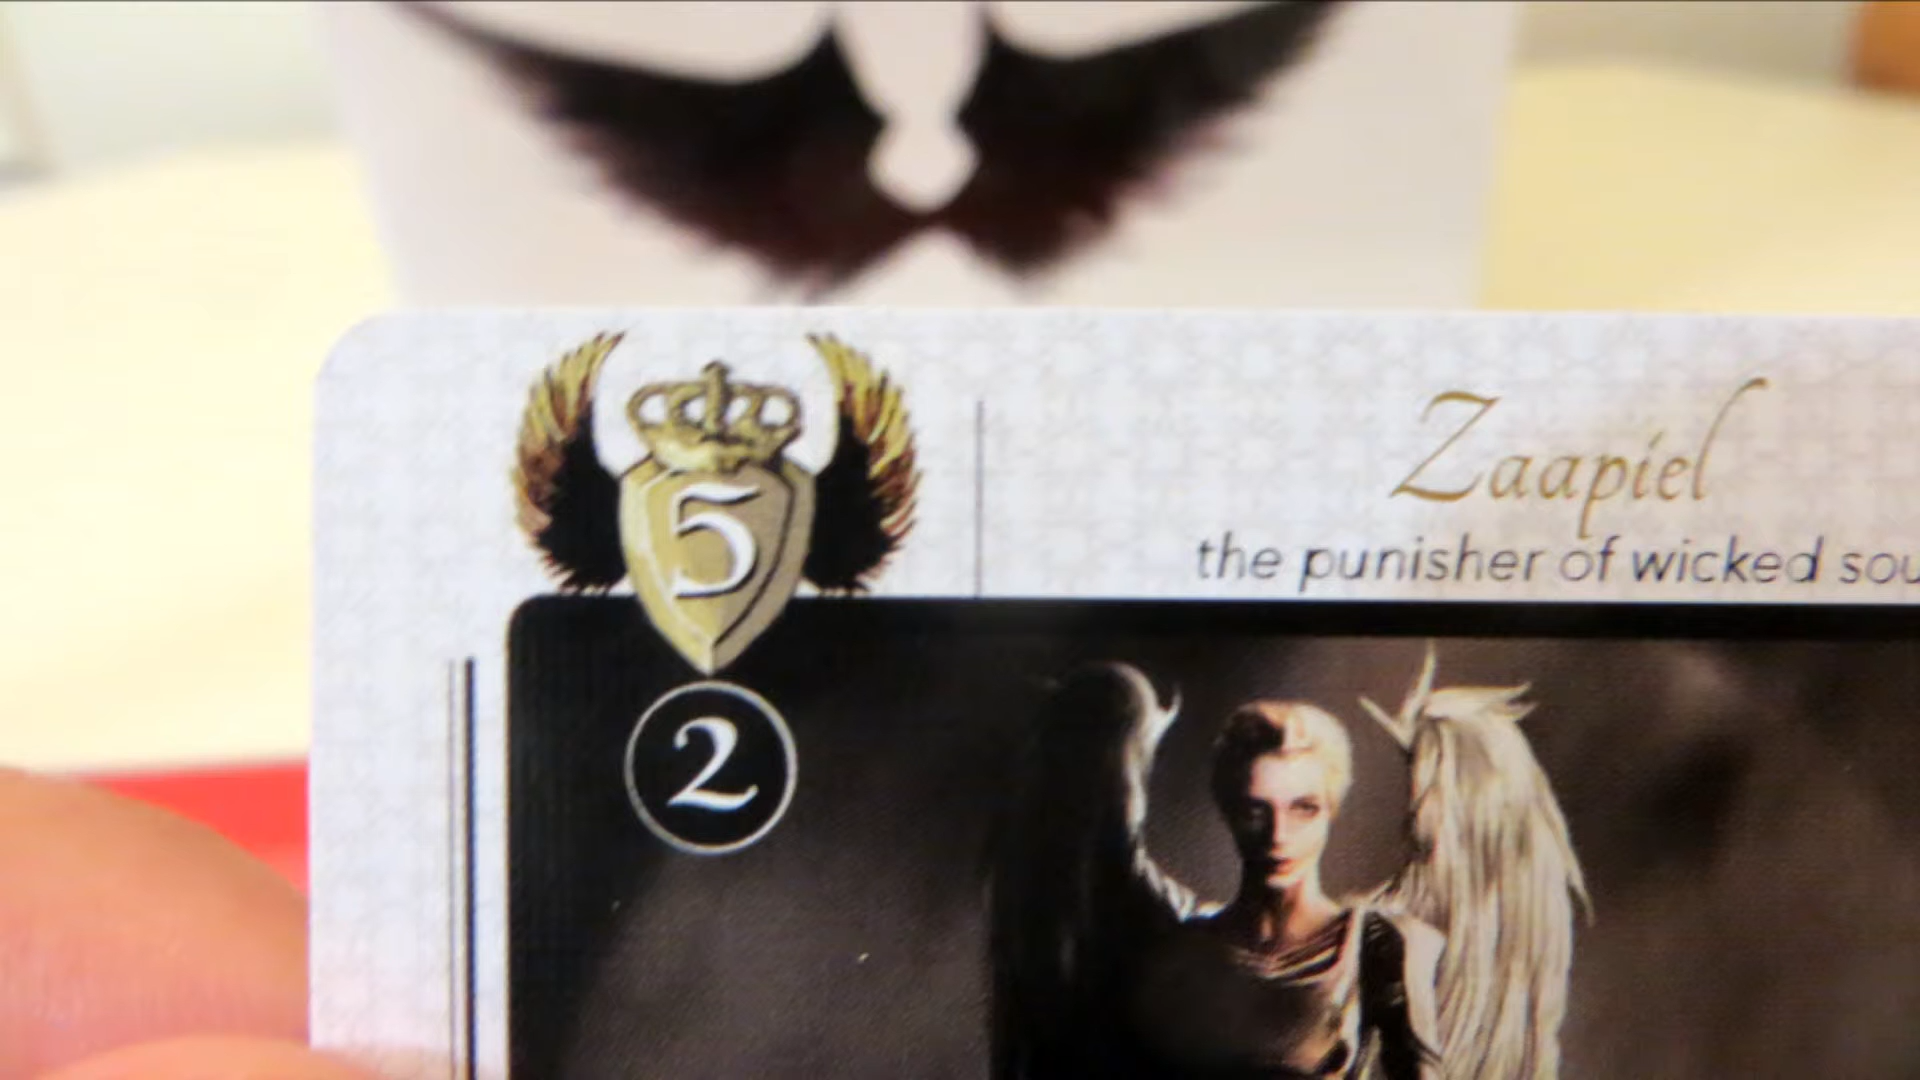 5
Zaapiel
the punisher of wicked
2